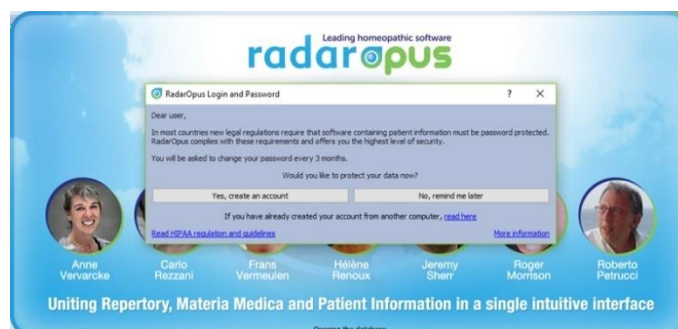 Leading homeopathic software
radaropus
RadarOpus Login and Password
Dear user,
In most countries new legal regulations require that software containing patient information must be password protected.
RadarOpus complies with these requirements and offers you the highest level of security.
You will be asked to change your password every 3 months.
Would you like to protect your data now?
Yes, create an account
No, remind me later
If you have already created your account from another computer, read here
Read HIPAA regulation and guidelines
More information
Anne Vervarcke
Carlo Rezzani
Frans Vermeulen
Hélène Renoux
Jeremy Sherr
Roger Morrison
Roberto Petrucci
Uniting Repertory, Materia Medica and Patient Information in a single intuitive interface
Opening the database